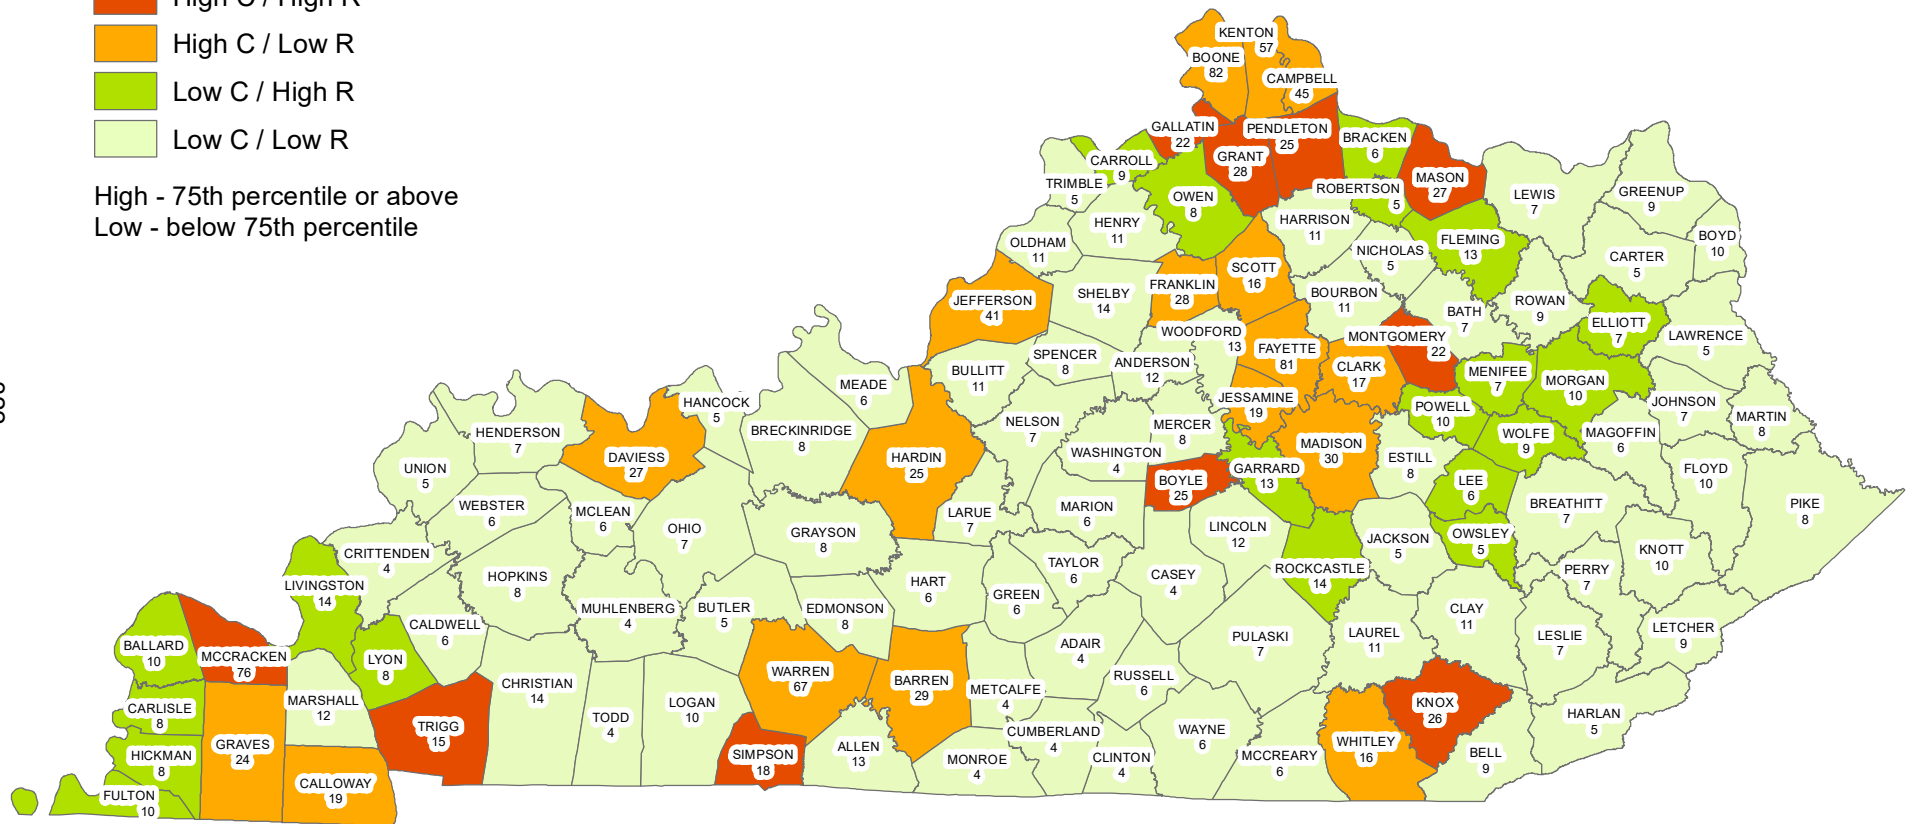 High C / High R
High C / Low R
Low C / High R
Low C / Low R
High - 75th percentile or above
Low - below 75th percentile
KENTON
57
BOONE
82
CAMPBELL
45
GALLATIN
22
PENDLETON
25
BRACKEN
6
CARROLL
9
GRANT
28
MASON
27
TRIMBLE
5
OWEN
8
ROBERTSON
5
LEWIS
7
GREENUP
9
HENRY
11
HARRISON
11
OLDHAM
11
NICHOLAS
5
FLEMING
13
BOYD
10
CARTER
5
SCOTT
16
JEFFERSON
41
SHELBY
14
FRANKLIN
28
BOURBON
11
ROWAN
9
BATH
7
ELLIOTT
7
WOODFORD
13
MONTGOMERY
22
LAWRENCE
5
SPENCER
8
ANDERSON
12
FAYETTE
81
CLARK
17
BULLITT
11
MENIFEE
7
MORGAN
10
MEADE
6
HANCOCK
5
JESSAMINE
19
POWELL
10
JOHNSON
7
MARTIN
8
HENDERSON
7
BRECKINRIDGE
8
NELSON
7
MERCER
8
WOLFE
9
MAGOFFIN
6
DAVIESS
27
HARDIN
25
WASHINGTON
4
MADISON
30
ESTILL
8
UNION
5
GARRARD
13
FLOYD
10
BOYLE
25
LEE
6
WEBSTER
6
MCLEAN
6
LARUE
7
MARION
6
BREATHITT
7
PIKE
8
OHIO
7
GRAYSON
8
LINCOLN
12
JACKSON
5
OWSLEY
5
KNOTT
10
CRITTENDEN
4
TAYLOR
6
CASEY
4
ROCKCASTLE
14
PERRY
7
LIVINGSTON
14
HOPKINS
8
HART
6
GREEN
6
MUHLENBERG
4
BUTLER
5
EDMONSON
8
CLAY
11
CALDWELL
6
PULASKI
7
LAUREL
11
LESLIE
7
LETCHER
9
BALLARD
10
MCCRACKEN
76
LYON
8
ADAIR
4
WARREN
67
BARREN
29
RUSSELL
6
CHRISTIAN
14
METCALFE
4
MARSHALL
12
CARLISLE
8
LOGAN
10
KNOX
26
TODD
4
TRIGG
15
HARLAN
5
CUMBERLAND
4
WAYNE
6
GRAVES
24
HICKMAN
8
SIMPSON
18
ALLEN
13
MONROE
4
CLINTON
4
MCCREARY
6
WHITLEY
16
BELL
9
CALLOWAY
19
FULTON
10